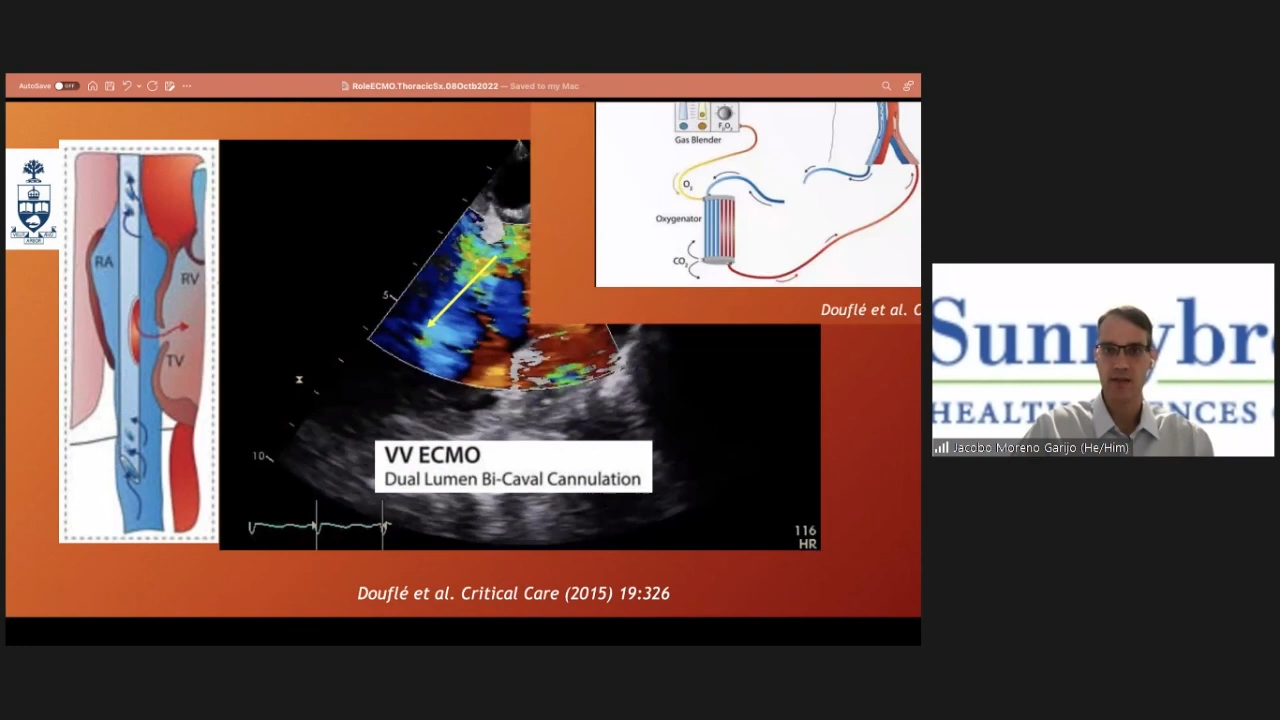 AutoSave OFF
RoleECMO.ThoracicSx.08Octb2022 — Saved to my Mac
F₁O₂
Gas Blender
O₂
Oxygenator
CO₂
Douflé et al. C
RA
RV
TV
5
10
VV ECMO
Dual Lumen Bi-Caval Cannulation
116
HR
Douflé et al. Critical Care (2015) 19:326
Sunnybr
HEALTH SCIENCES
Jacobo Moreno Garijo (He/Him)